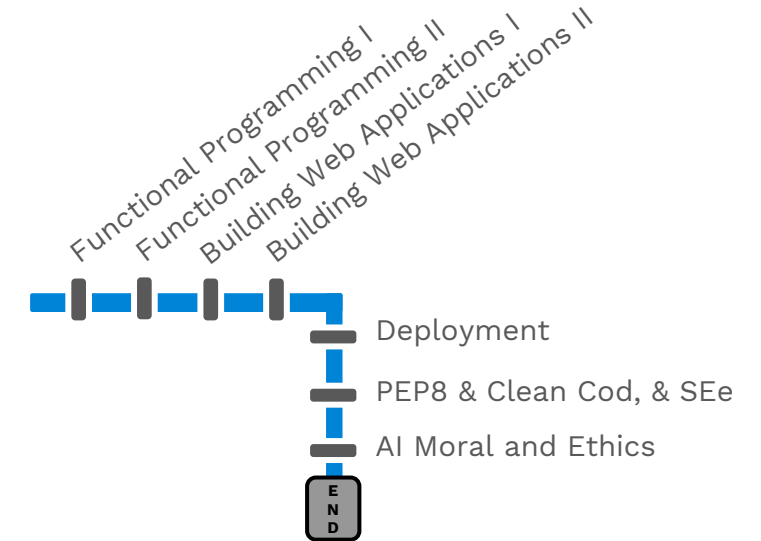 Functional Programming I
Functional Programming II
Building Web Applications I
Building Web Applications II
Deployment
PEP8 & Clean Cod, & SEe
AI Moral and Ethics
E
N
D